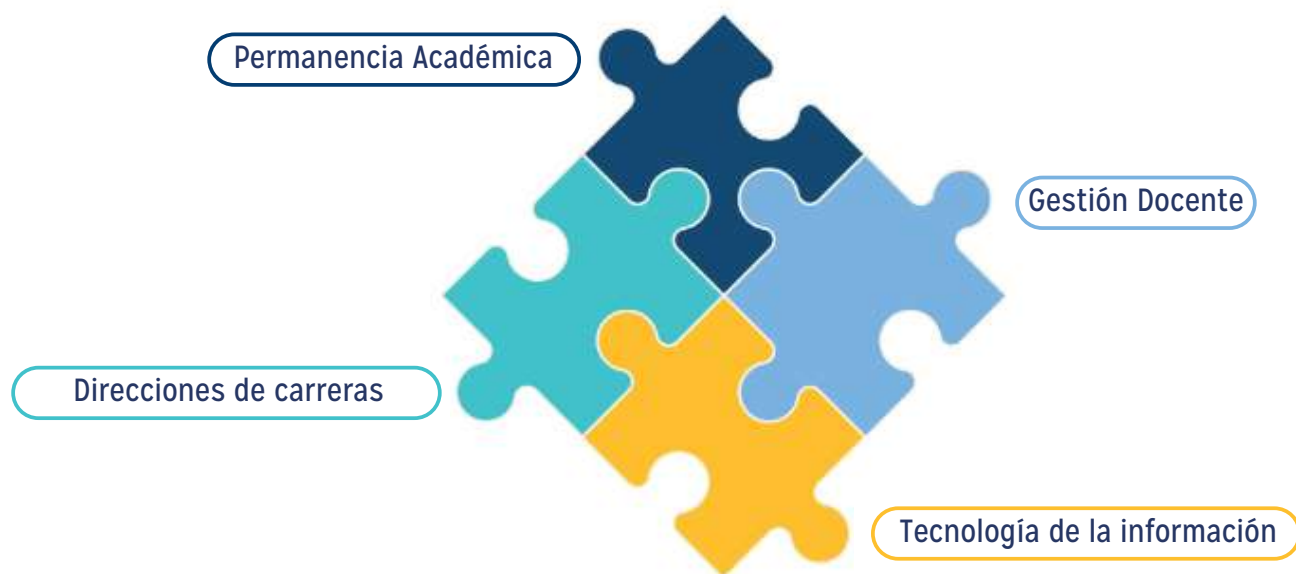 Permanencia Académica
Gestión Docente
Direcciones de carreras
Tecnología de la información